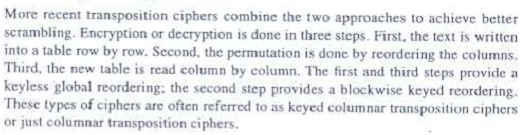 More recent transposition ciphers combine the two approaches to achieve better
scrambling. Encryption or decryption is done in three steps. First, the text is written
into a table row by row. Second, the permutation is done by reordering the columns.
Third, the new table is read column by column. The first and third steps provide a
keyless global reordering; the second step provides a blockwise keyed reordering.
These types of ciphers are often referred to as keyed columnar transposition ciphers
or just columnar transposition ciphers.